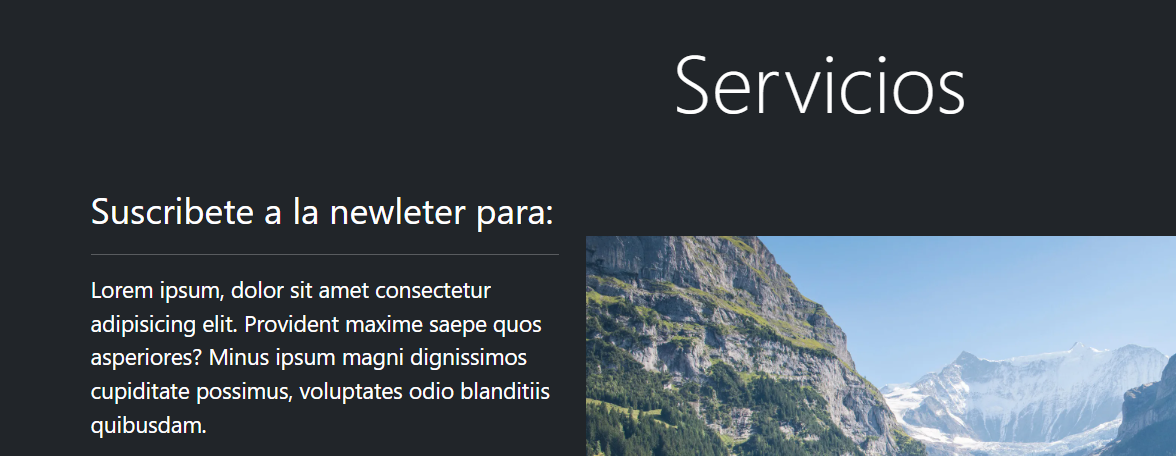 Servicios
Suscribete a la newleter para:
Lorem ipsum, dolor sit amet consectetur
adipisicing elit. Provident maxime saepe quos
asperiores? Minus ipsum magni dignissimos
cupiditate possimus, voluptates odio blanditiis
quibusdam.